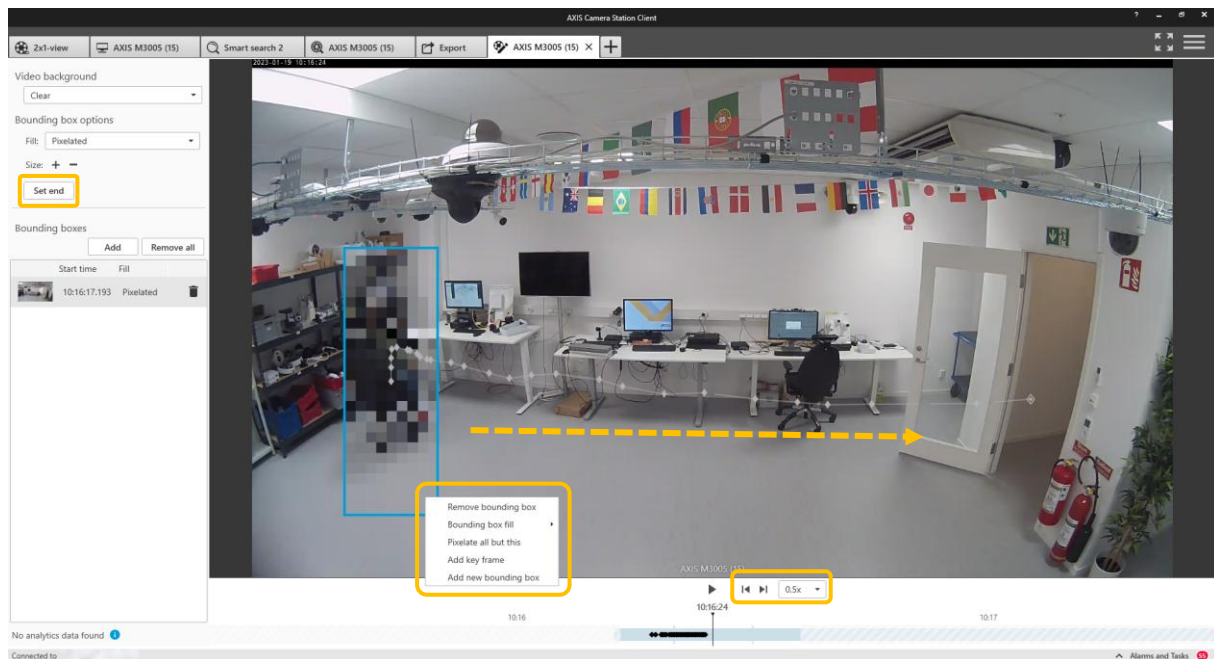 AXIS Camera Station Client
2x1-view
AXIS M3005 (15)
Smart search 2
AXIS M3005 (15)
Export
AXIS M3005 (15)
Video background
Clear
Bounding box options
Fill: Pixelated
Size: + −
Set end
Bounding boxes
Add Remove all
Start time Fill
10:16:17.193 Pixelated
2023-01-19 10:16:24
Remove bounding box
Bounding box fill
Pixelate all but this
Add key frame
Add new bounding box
AXIS M3005 (15)
0.5x
10:16:24
10:16
10:17
No analytics data found
Connected to
Alarms and Tasks 55